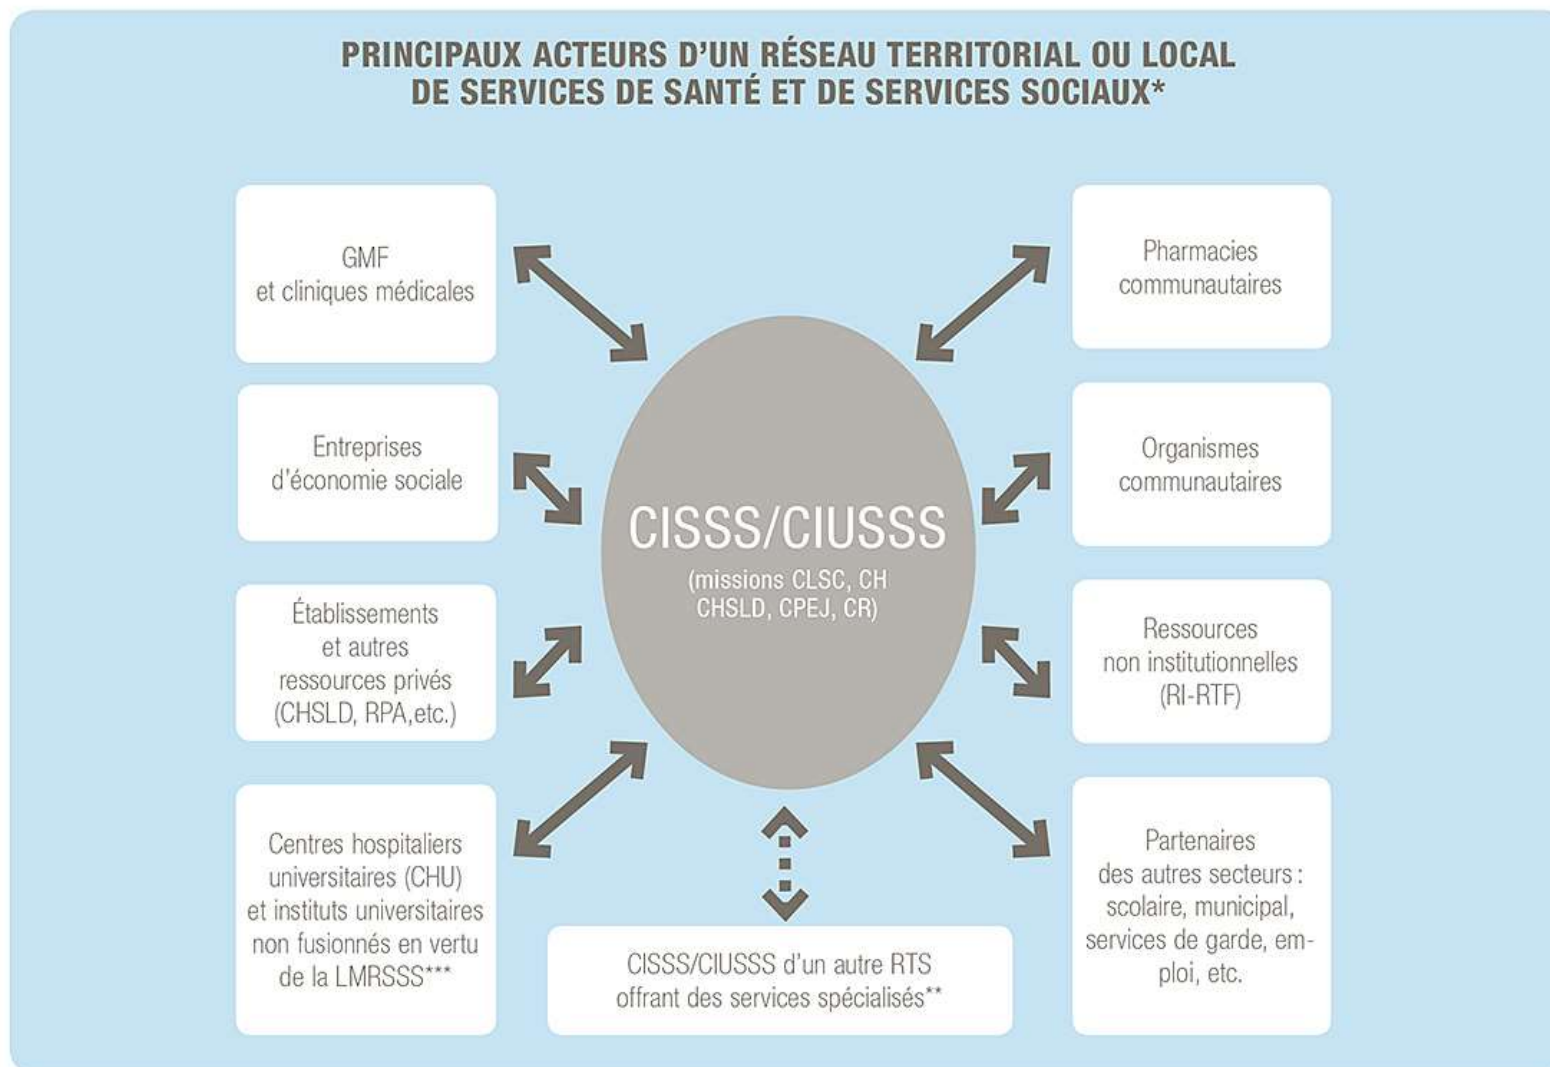 PRINCIPAUX ACTEURS D’UN RÉSEAU TERRITORIAL OU LOCAL
DE SERVICES DE SANTÉ ET DE SERVICES SOCIAUX*
GMF
et cliniques médicales
Entreprises
d’économie sociale
Établissements
et autres
ressources privés
(CHSLD, RPA,etc.)
Centres hospitaliers
universitaires (CHU)
et instituts universitaires
non fusionnés en vertu
de la LMRSSS***
CISSS/CIUSSS
(missions CLSC, CH
CHSLD, CPEJ, CR)
CISSS/CIUSSS d’un autre RTS
offrant des services spécialisés**
Pharmacies
communautaires
Organismes
communautaires
Ressources
non institutionnelles
(RI-RTF)
Partenaires
des autres secteurs :
scolaire, municipal,
services de garde, em-
ploi, etc.